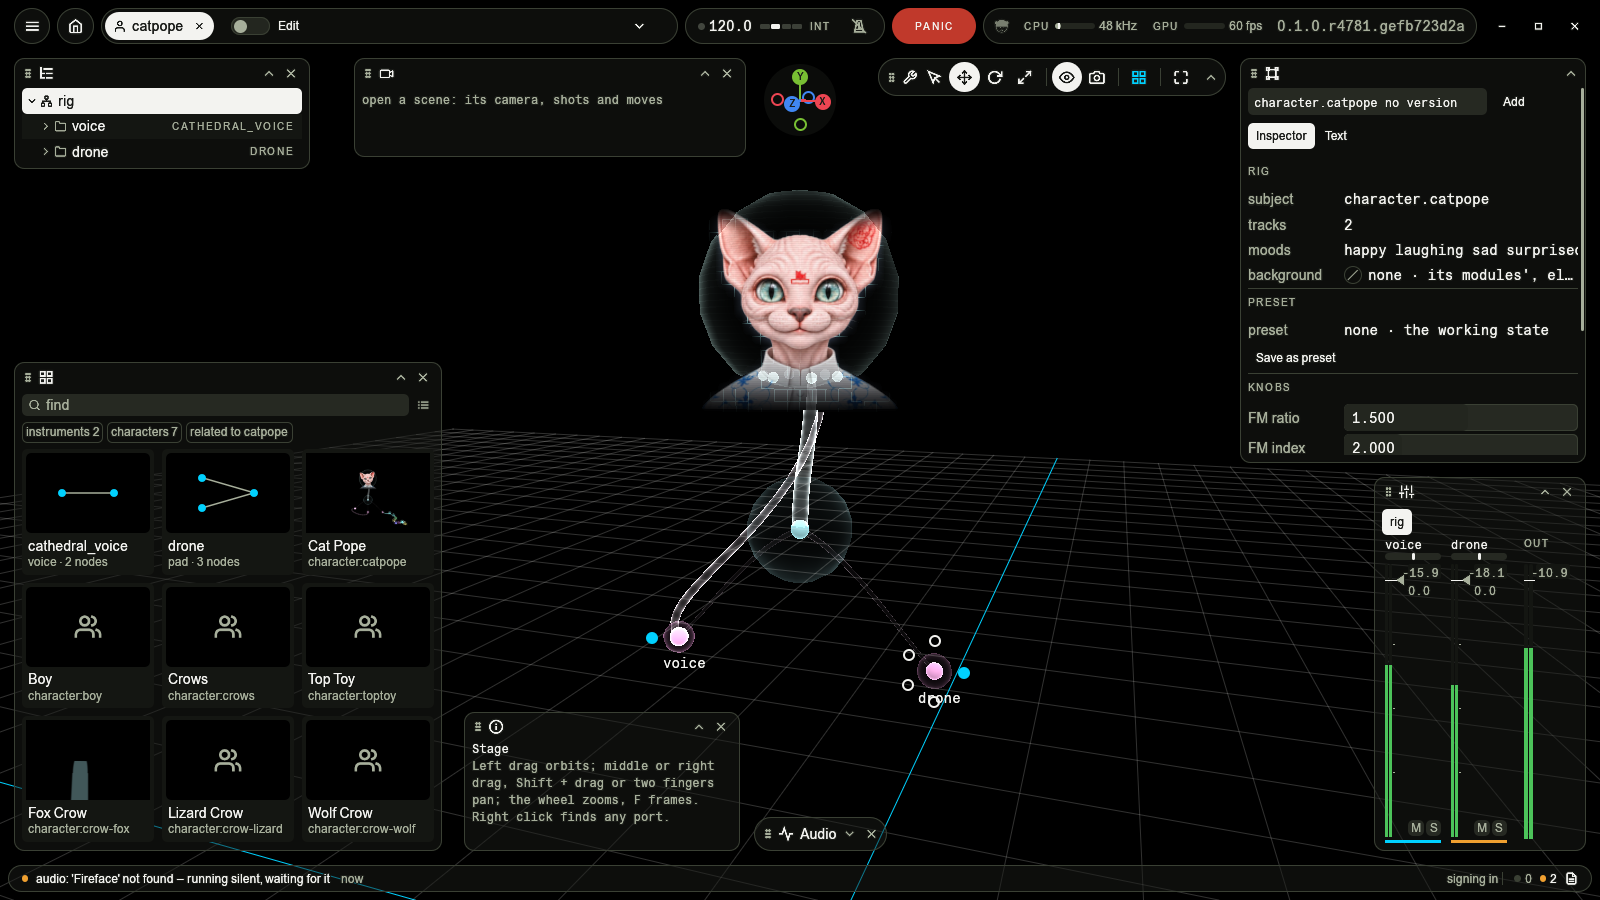 catpope
Edit
120.0
INT
PANIC
CPU
48 kHz
GPU
60 fps
0.1.0.r4781.gefb723d2a
rig
voice
CATHEDRAL_VOICE
drone
DRONE
open a scene: its camera, shots and moves
Y
Z
X
character.catpope no version
Add
Inspector
Text
RIG
subject
character.catpope
tracks
2
moods
happy laughing sad surprised
background
none · its modules', el…
PRESET
preset
none · the working state
Save as preset
KNOBS
FM ratio
1.500
FM index
2.000
find
instruments 2
characters 7
related to catpope
cathedral_voice
voice · 2 nodes
drone
pad · 3 nodes
Cat Pope
character:catpope
Boy
character:boy
Crows
character:crows
Top Toy
character:toptoy
Fox Crow
character:crow-fox
Lizard Crow
character:crow-lizard
Wolf Crow
character:crow-wolf
voice
drone
Stage
Left drag orbits; middle or right
drag, Shift + drag or two fingers
pan; the wheel zooms, F frames.
Right click finds any port.
Audio
rig
voice
drone
OUT
-15.9
0.0
-18.1
0.0
-10.9
M S
M S
audio: 'Fireface' not found – running silent, waiting for it
now
signing in
0
2